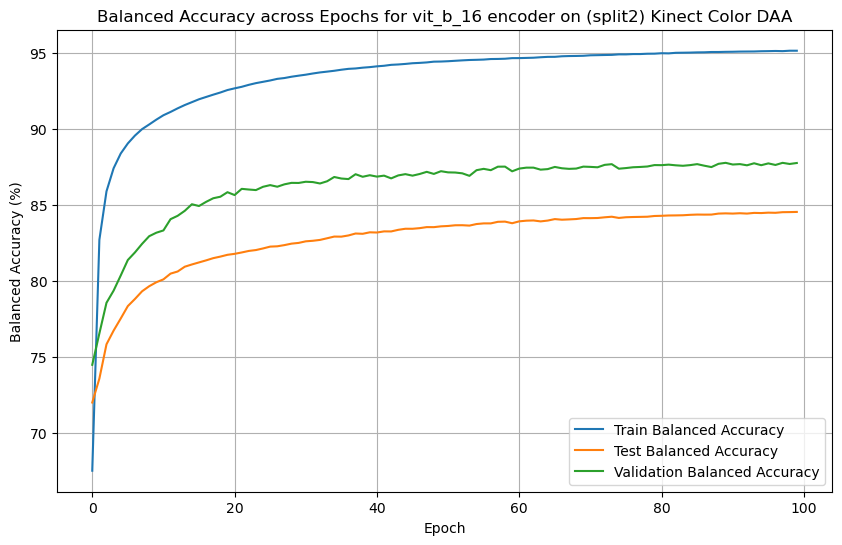 Balanced Accuracy across Epochs for vit_b_16 encoder on (split2) Kinect Color DAA
95
90
85
80
75
70
Balanced Accuracy (%)
0 20 40 60 80 100
Epoch
Train Balanced Accuracy
Test Balanced Accuracy
Validation Balanced Accuracy